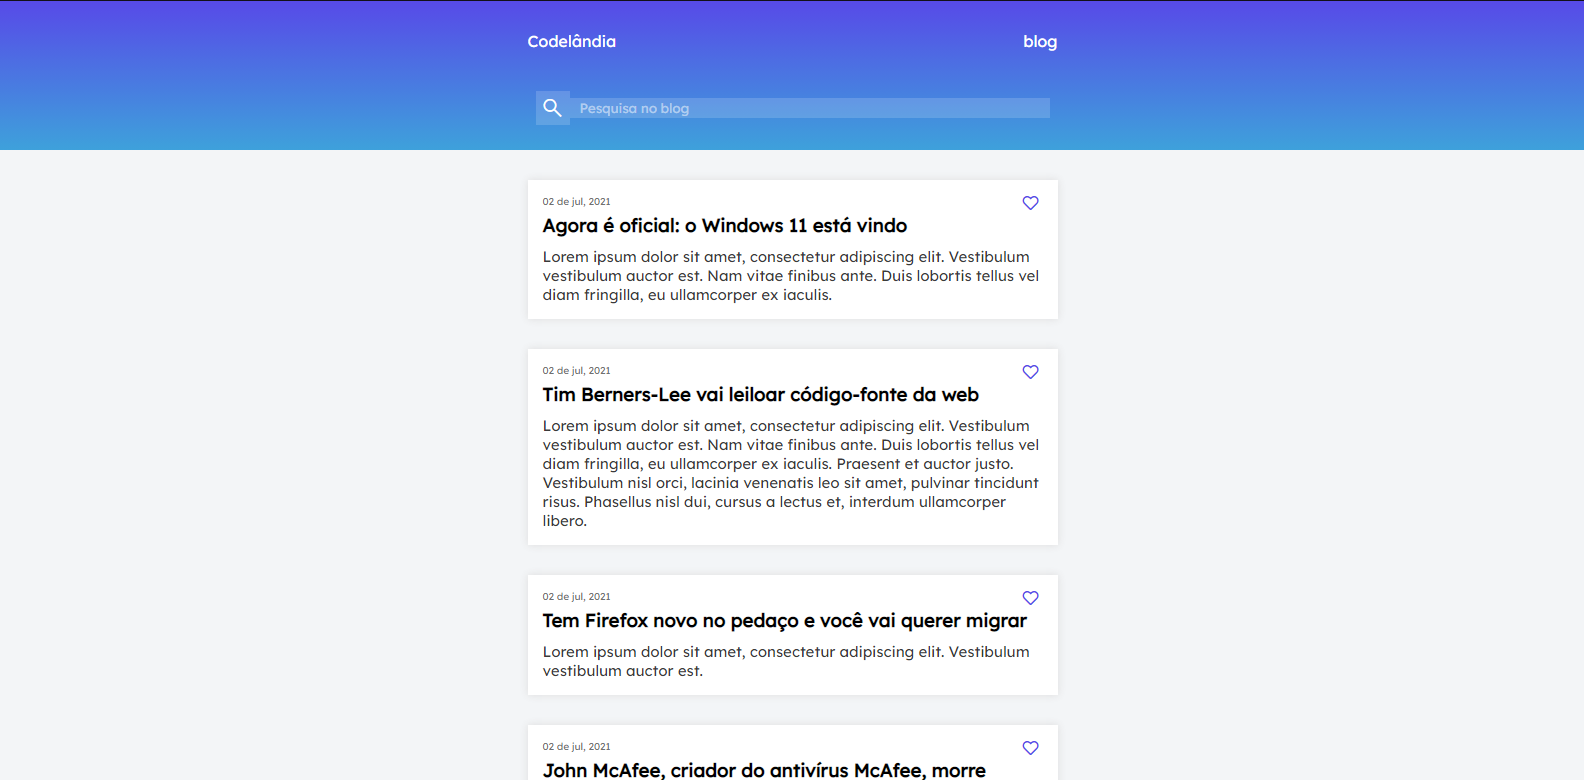 Codelândia
blog
Pesquisa no blog
02 de jul, 2021
Agora é oficial: o Windows 11 está vindo
Lorem ipsum dolor sit amet, consectetur adipiscing elit. Vestibulum
vestibulum auctor est. Nam vitae finibus ante. Duis lobortis tellus vel
diam fringilla, eu ullamcorper ex iaculis.
02 de jul, 2021
Tim Berners-Lee vai leiloar código-fonte da web
Lorem ipsum dolor sit amet, consectetur adipiscing elit. Vestibulum
vestibulum auctor est. Nam vitae finibus ante. Duis lobortis tellus vel
diam fringilla, eu ullamcorper ex iaculis. Praesent et auctor justo.
Vestibulum nisl orci, lacinia venenatis leo sit amet, pulvinar tincidunt
risus. Phasellus nisl dui, cursus a lectus et, interdum ullamcorper
libero.
02 de jul, 2021
Tem Firefox novo no pedaço e você vai querer migrar
Lorem ipsum dolor sit amet, consectetur adipiscing elit. Vestibulum
vestibulum auctor est.
02 de jul, 2021
John McAfee, criador do antivírus McAfee, morre